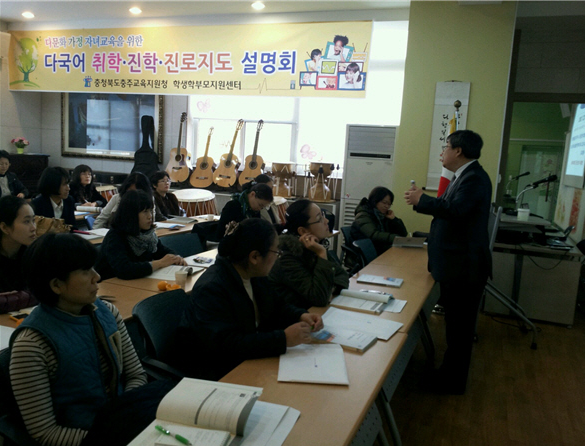 다문화 가정 자녀교육을 위한
다국어 취학·진학·진로지도 설명회
충청북도충주교육지원청 학생학부모지원센터